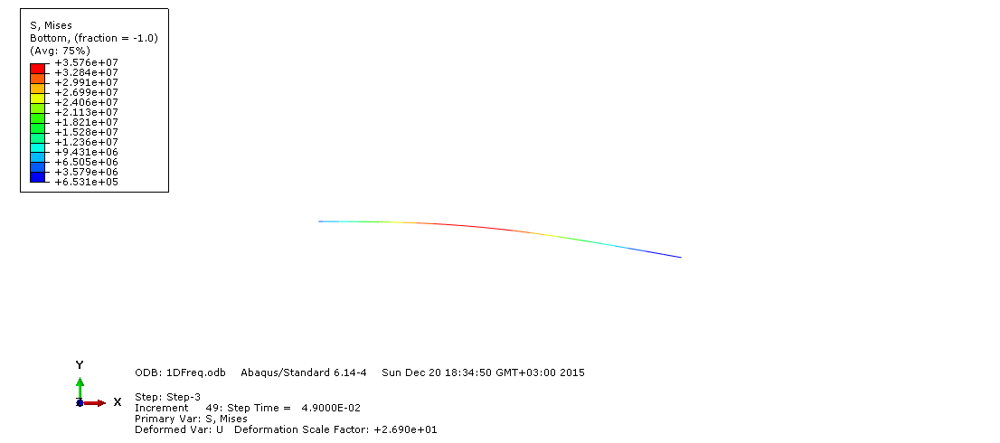 S, Mises
Bottom, (fraction = -1.0)
(Avg: 75%)
+3.576e+07
+3.284e+07
+2.991e+07
+2.699e+07
+2.406e+07
+2.113e+07
+1.821e+07
+1.528e+07
+1.236e+07
+9.431e+06
+6.505e+06
+3.579e+06
+6.531e+05
Y
X
ODB: 1DFreq.odb    Abaqus/Standard 6.14-4    Sun Dec 20 18:34:50 GMT+03:00 2015
Step: Step-3
Increment    49: Step Time =   4.9000E-02
Primary Var: S, Mises
Deformed Var: U   Deformation Scale Factor: +2.690e+01